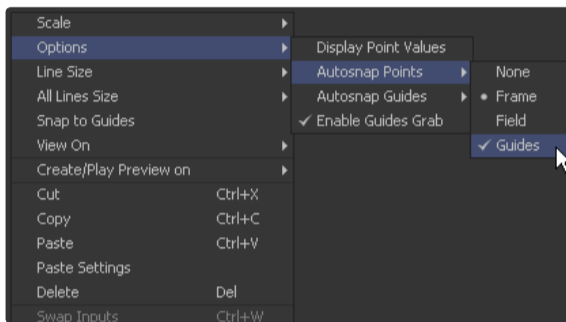 Scale
Options
Line Size
All Lines Size
Snap to Guides
View On
Create/Play Preview on
Cut Ctrl+X
Copy Ctrl+C
Paste Ctrl+V
Paste Settings
Delete Del
Swap Inputs Ctrl+W
Display Point Values
Autosnap Points
Autosnap Guides
Enable Guides Grab
None
Frame
Field
Guides